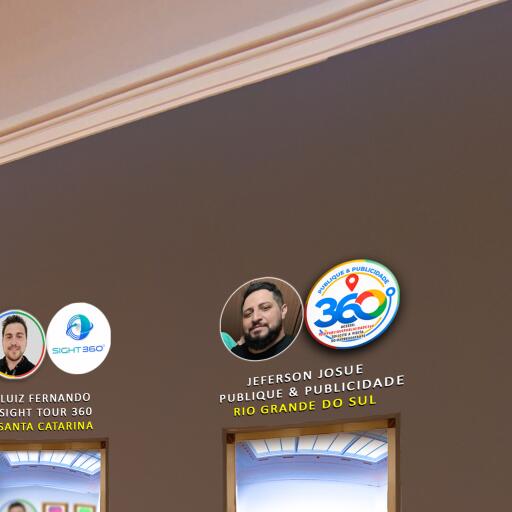 PUBLIQUE & PUBLICIDADE
360
SIGHT360
LUIZ FERNANDO
SIGHT TOUR 360
SANTA CATARINA
JEFERSON JOSUE
PUBLIQUE & PUBLICIDADE
RIO GRANDE DO SUL